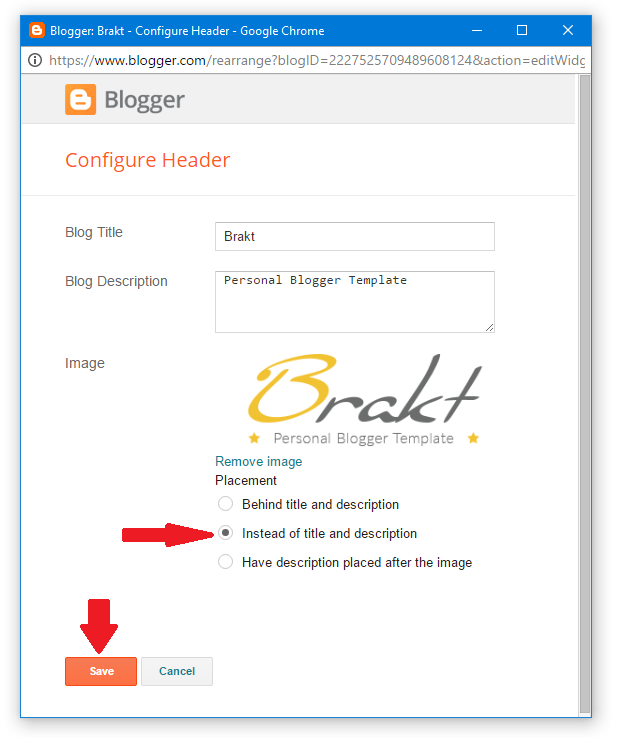 Blogger: Brakt - Configure Header - Google Chrome
https://www.blogger.com/rearrange?blogID=2227525709489608124&action=editWidg
Blogger
Configure Header
Blog Title
Brakt
Blog Description
Personal Blogger Template
Image
Brakt
Personal Blogger Template
Remove image
Placement
Behind title and description
Instead of title and description
Have description placed after the image
Save
Cancel